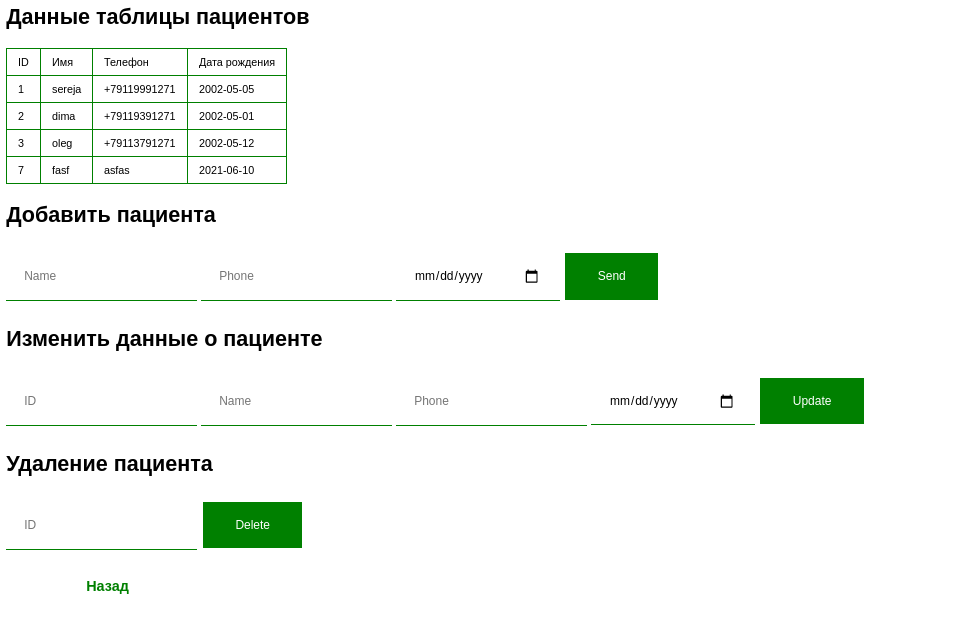 Данные таблицы пациентов
ID Имя Телефон Дата рождения
1 sereja +79119991271 2002-05-05
2 dima +79119391271 2002-05-01
3 oleg +79113791271 2002-05-12
7 fasf asfas 2021-06-10
Добавить пациента
Name Phone mm/dd/yyyy Send
Изменить данные о пациенте
ID Name Phone mm/dd/yyyy Update
Удаление пациента
ID Delete
Назад